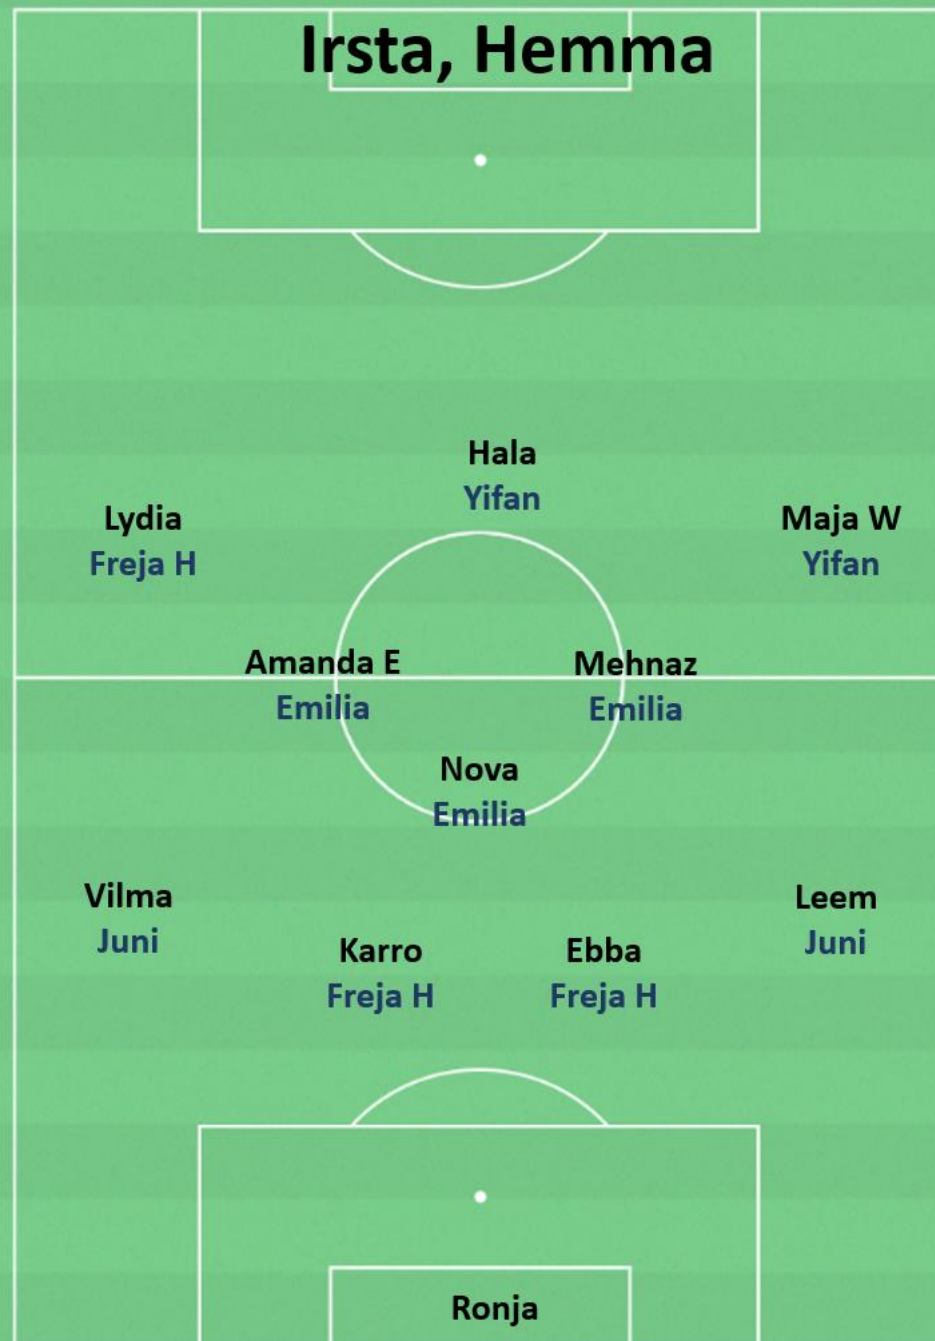 Irsta, Hemma
Hala
Yifan
Lydia
Freja H
Maja W
Yifan
Amanda E
Emilia
Mehnaz
Emilia
Nova
Emilia
Vilma
Juni
Leem
Juni
Karro
Freja H
Ebba
Freja H
Ronja